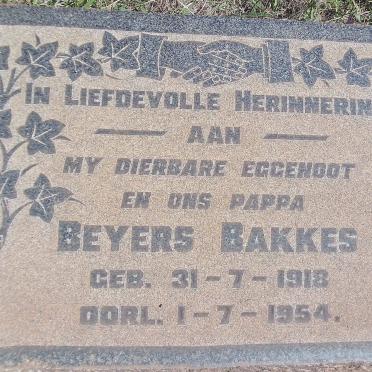 IN LIEFDEVOLLE HERINNERIN
AAN
MY DIERBARE EGGENOOT
EN ONS PAPPA
BEYERS BAKKES
GEB. 31-7-1918
OORL. 1-7-1954.